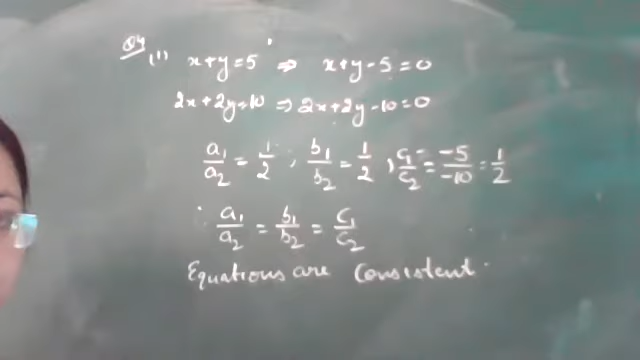 Q4 (i) x+y=5 ⇒ x+y-5=0
2x+2y=10 ⇒ 2x+2y-10=0
a₁/a₂ = 1/2 , b₁/b₂ = 1/2 , c₁/c₂ = -5/-10 = 1/2
a₁/a₂ = b₁/b₂ = c₁/c₂
Equations are Consistent.